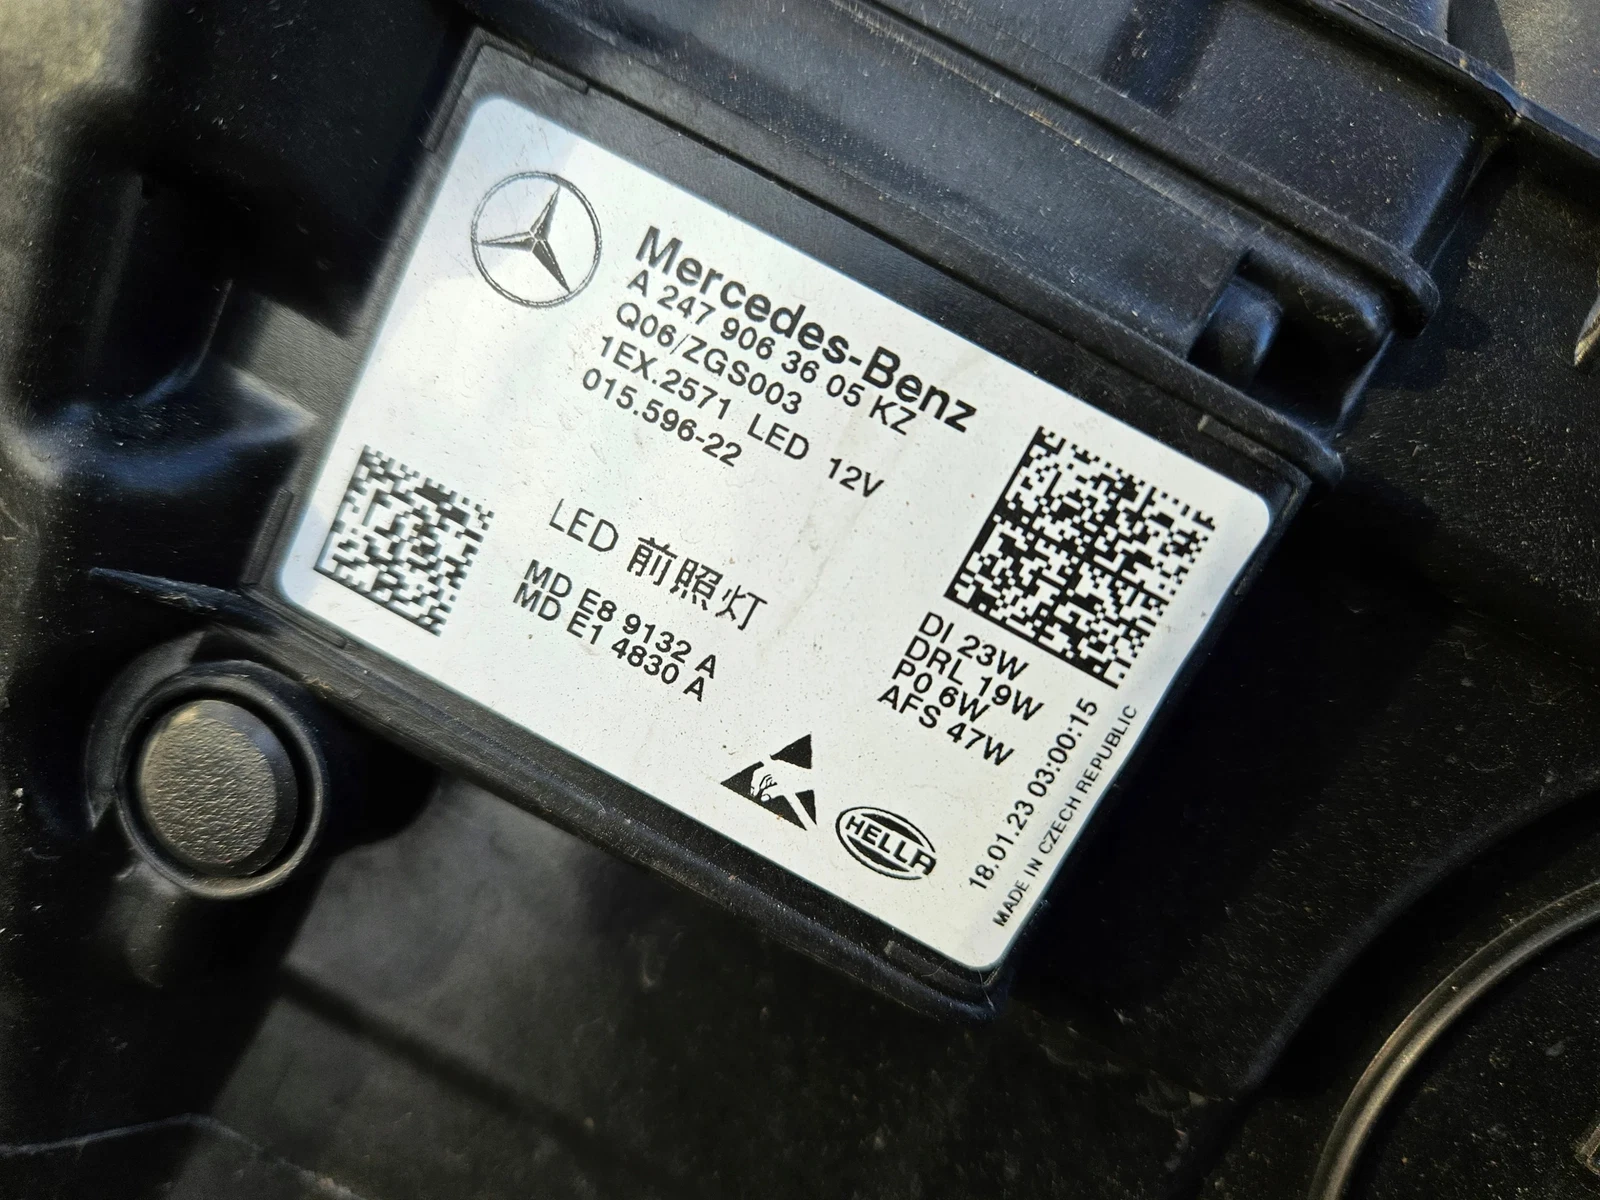 Mercedes-Benz
A 247 906 36 05 KZ
Q06/ZGS003
1EX.2571 LED 12V
015.596-22
LED 前照灯
MD E8 9132 A
MD E1 4830 A
DI 23W
DRL 19W
P0 6W
AFS 47W
HELLA
18.01.23 03:00:15
MADE IN CZECH REPUBLIC